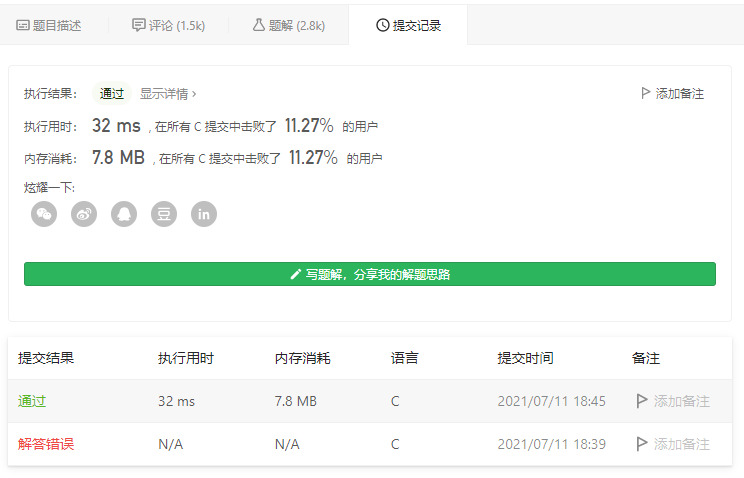 题目描述 评论 (1.5k) 题解 (2.8k) 提交记录
执行结果： 通过 显示详情 › 添加备注
执行用时： 32 ms , 在所有 C 提交中击败了 11.27% 的用户
内存消耗： 7.8 MB , 在所有 C 提交中击败了 11.27% 的用户
炫耀一下:
豆 in
写题解，分享我的解题思路
提交结果 执行用时 内存消耗 语言 提交时间 备注
通过 32 ms 7.8 MB C 2021/07/11 18:45 添加备注
解答错误 N/A N/A C 2021/07/11 18:39 添加备注